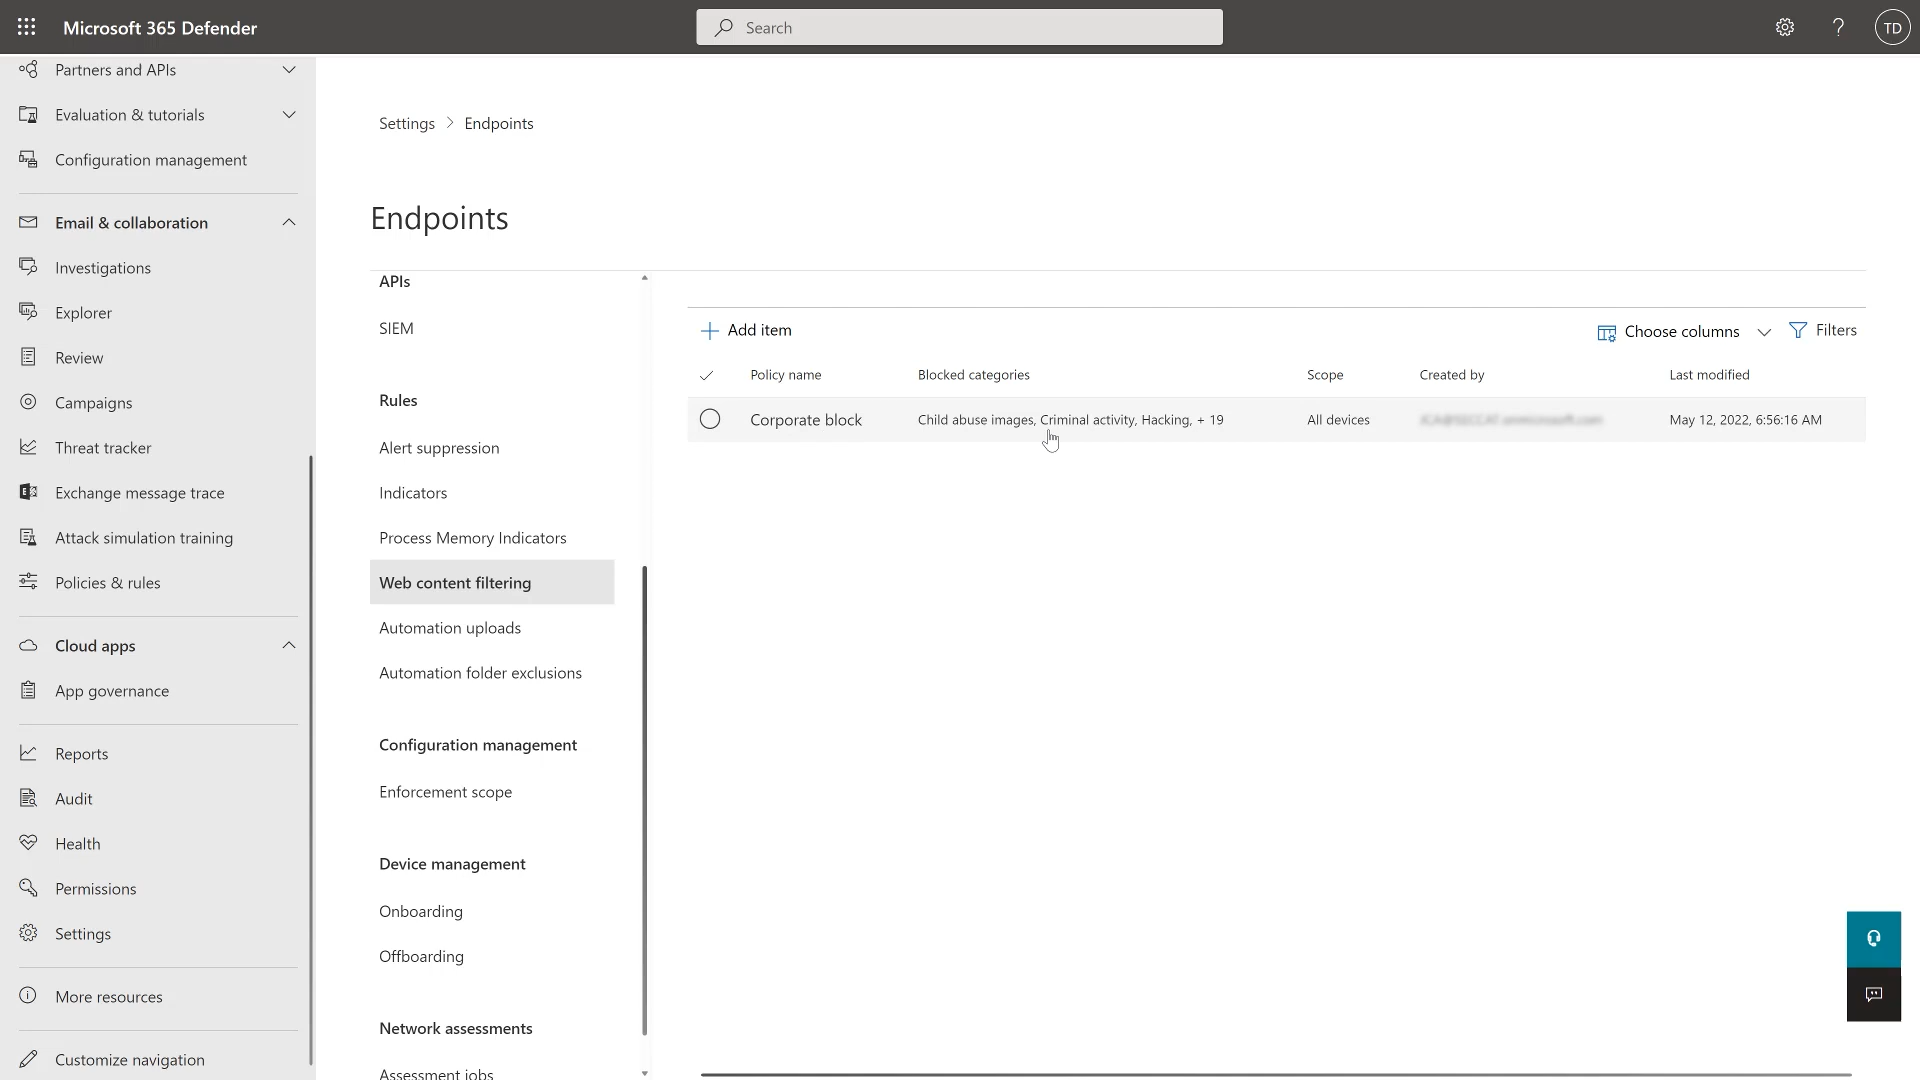 Microsoft 365 Defender
Search
TD
Partners and APIs
Evaluation & tutorials
Configuration management
Email & collaboration
Investigations
Explorer
Review
Campaigns
Threat tracker
Exchange message trace
Attack simulation training
Policies & rules
Cloud apps
App governance
Reports
Audit
Health
Permissions
Settings
More resources
Customize navigation
Settings > Endpoints
Endpoints
APIs
SIEM
Rules
Alert suppression
Indicators
Process Memory Indicators
Web content filtering
Automation uploads
Automation folder exclusions
Configuration management
Enforcement scope
Device management
Onboarding
Offboarding
Network assessments
Assessment jobs
Add item
Choose columns
Filters
Policy name Blocked categories Scope Created by Last modified
Corporate block Child abuse images, Criminal activity, Hacking, + 19 All devices May 12, 2022, 6:56:16 AM